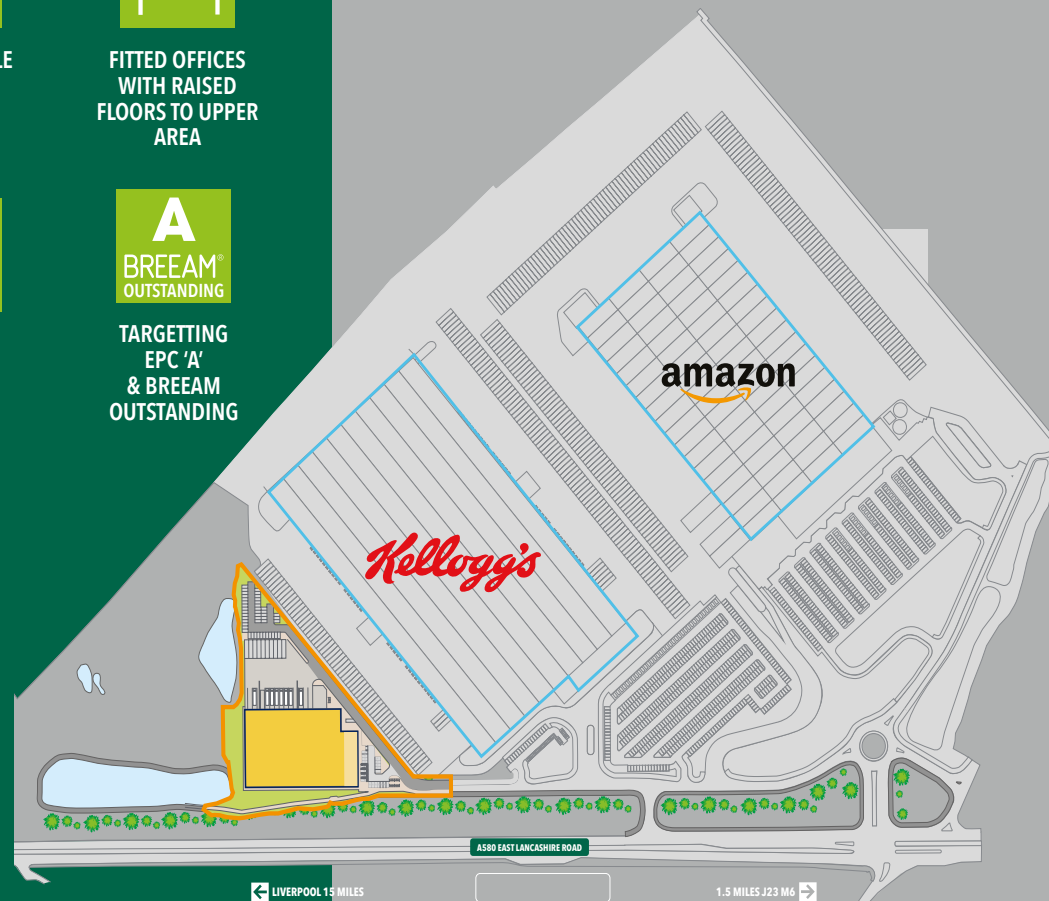 LE
FITTED OFFICES
WITH RAISED
FLOORS TO UPPER
AREA
A
BREEAM®
OUTSTANDING
TARGETTING
EPC 'A'
& BREEAM
OUTSTANDING
amazon
Kellogg's
A580 EAST LANCASHIRE ROAD
LIVERPOOL 15 MILES
1.5 MILES J23 M6